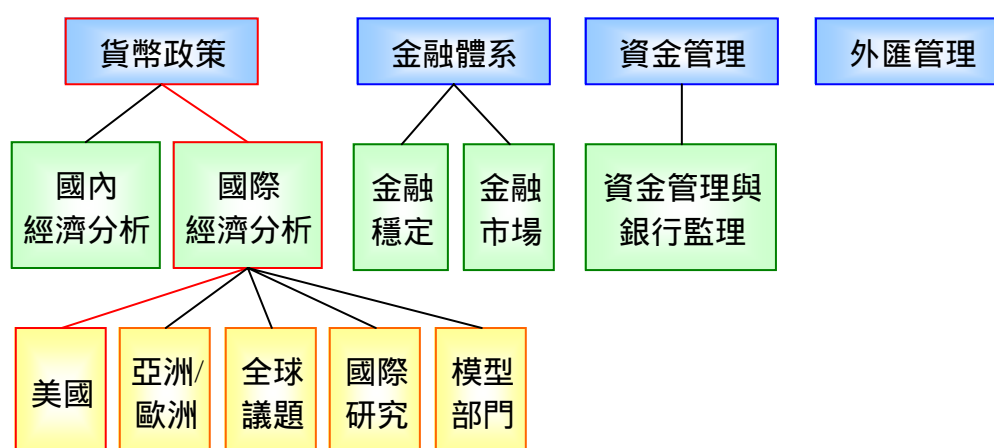 貨幣政策
金融體系
資金管理
外匯管理
國內
經濟分析
國際
經濟分析
金融
穩定
金融
市場
資金管理與
銀行監理
美國
亞洲/
歐洲
全球
議題
國際
研究
模型
部門